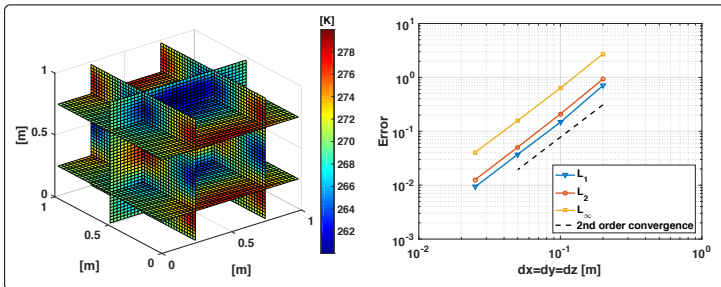 [K]
278
276
274
272
270
268
266
264
262
260
1
0.5
0
[m]
1
0.5
0
[m]
0
0.5
1
[m]
Error
10^1
10^0
10^-1
10^-2
10^-3
L_1
L_2
L_∞
2nd order convergence
10^-2
10^-1
10^0
dx=dy=dz [m]